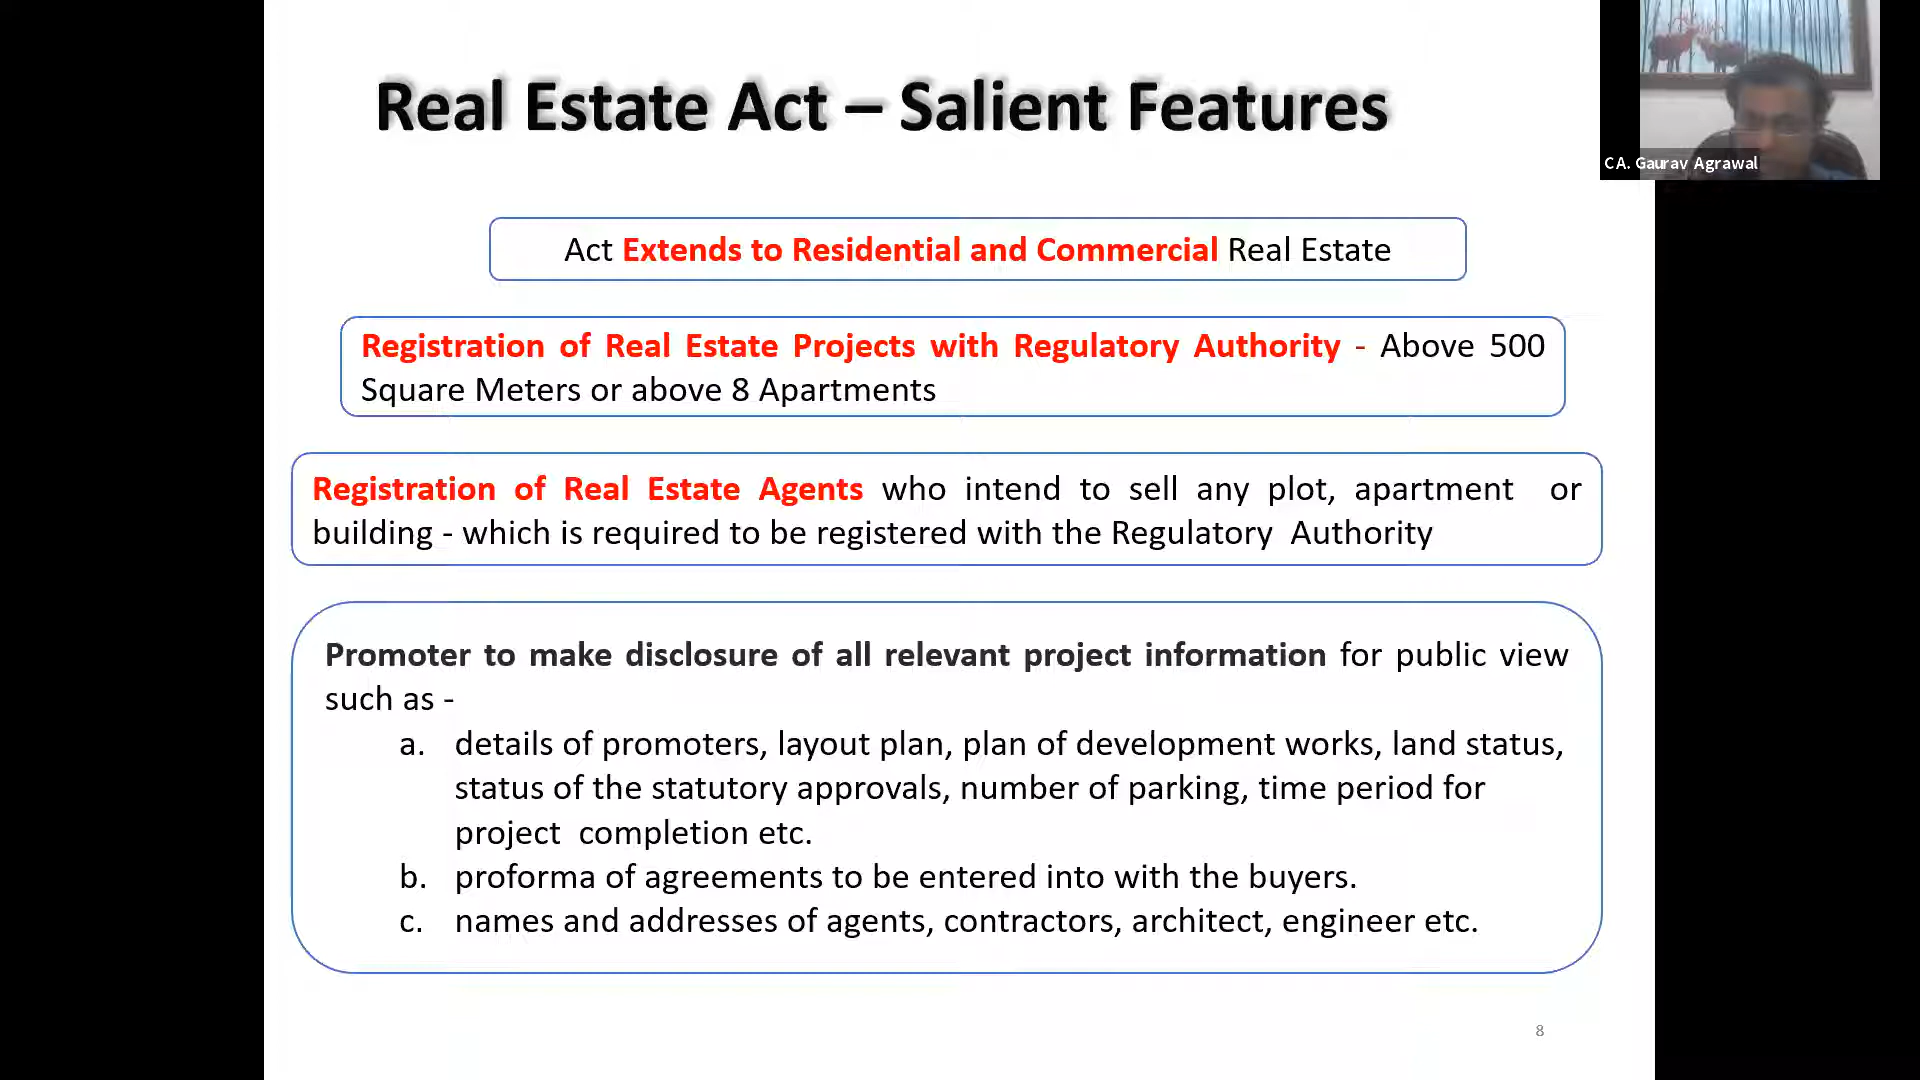 Real Estate Act – Salient Features
CA. Gaurav Agrawal
Act Extends to Residential and Commercial Real Estate
Registration of Real Estate Projects with Regulatory Authority - Above 500
Square Meters or above 8 Apartments
Registration of Real Estate Agents who intend to sell any plot, apartment or
building - which is required to be registered with the Regulatory Authority
Promoter to make disclosure of all relevant project information for public view
such as -
a. details of promoters, layout plan, plan of development works, land status,
status of the statutory approvals, number of parking, time period for
project completion etc.
b. proforma of agreements to be entered into with the buyers.
c. names and addresses of agents, contractors, architect, engineer etc.
8